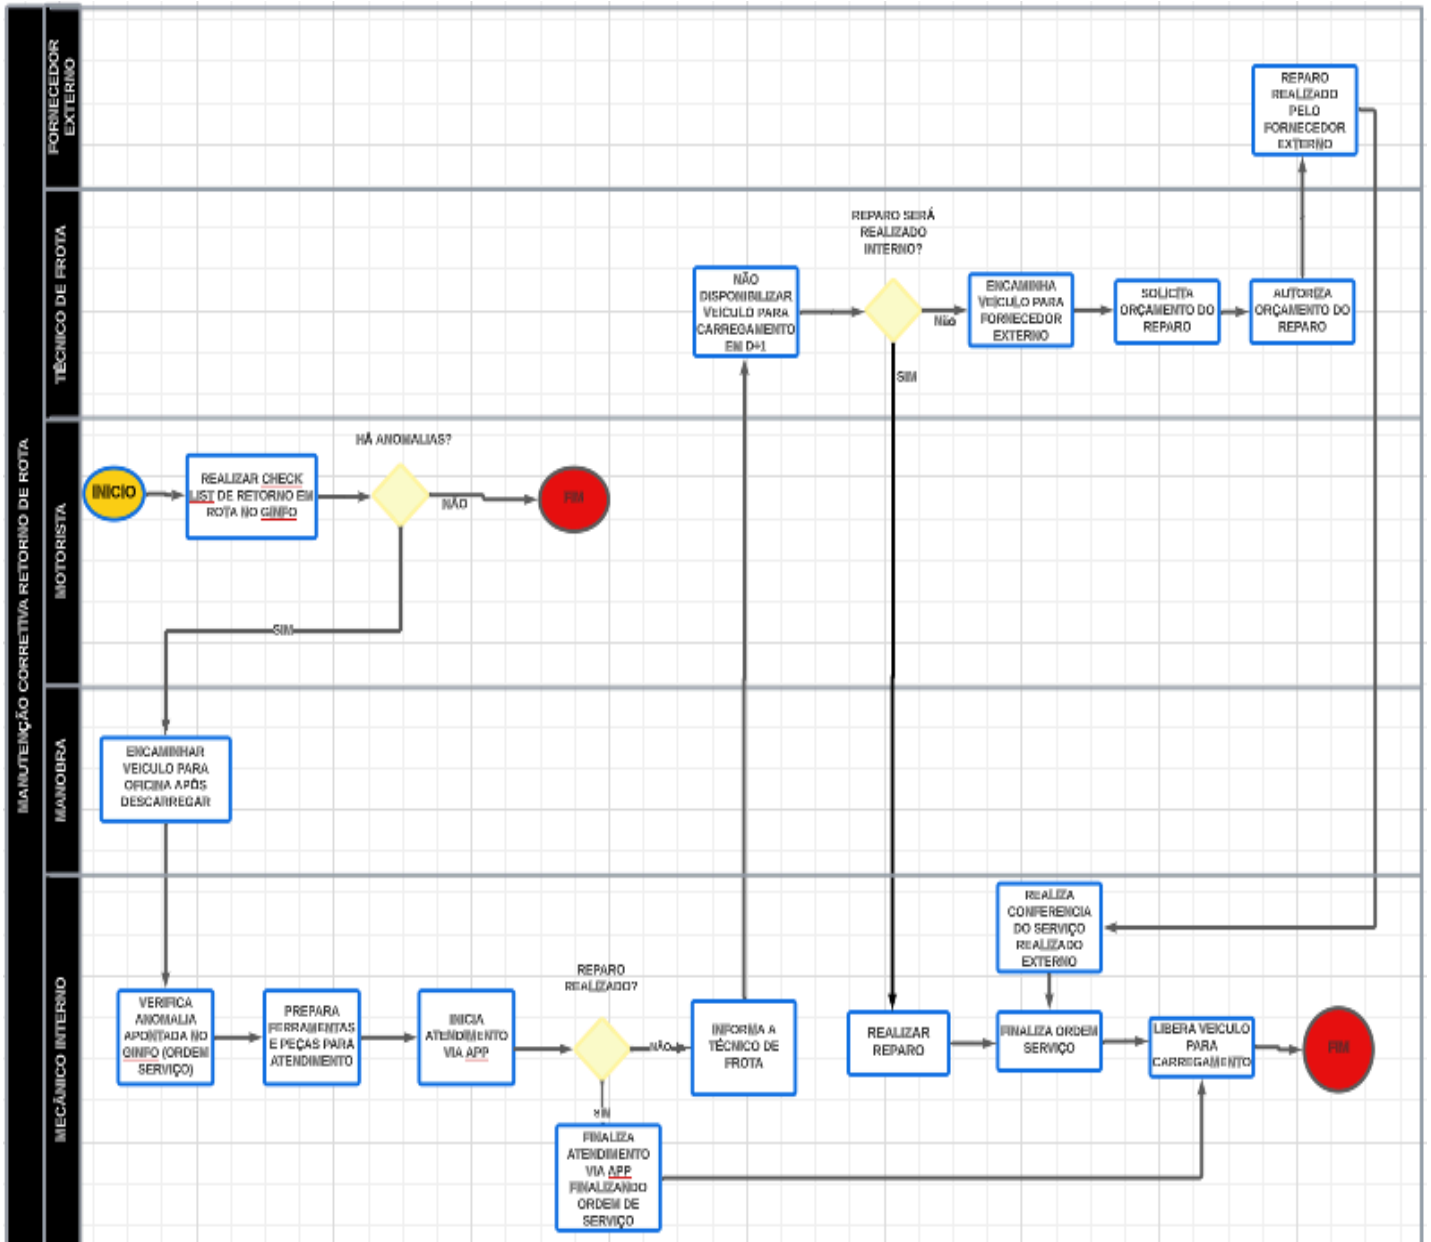 MANUTENÇÃO CORRETIVA RETORNO DE ROTA
FORNECEDOR
EXTERNO
REPARO
REALIZADO
PELO
FORNECEDOR
EXTERNO
TÉCNICO DE FROTA
NÃO
DISPONIBILIZAR
VEÍCULO PARA
CARREGAMENTO
EM D+1
REPARO SERÁ
REALIZADO
INTERNO?
Não
SIM
ENCAMINHA
VEÍCULO PARA
FORNECEDOR
EXTERNO
SOLICITA
ORÇAMENTO DO
REPARO
AUTORIZA
ORÇAMENTO DO
REPARO
MOTORISTA
INICIO
REALIZAR CHECK
LIST DE RETORNO EM
ROTA NO GINFO
HÁ ANOMALIAS?
NÃO
FIM
SIM
MANOBRA
ENCAMINHAR
VEICULO PARA
OFICINA APÓS
DESCARREGAR
MECÂNICO INTERNO
VERIFICA
ANOMALIA
APONTADA NO
GINFO (ORDEM
SERVIÇO)
PREPARA
FERRAMENTAS
E PEÇAS PARA
ATENDIMENTO
INICIA
ATENDIMENTO
VIA APP
REPARO
REALIZADO?
NÃO
SIM
FINALIZA
ATENDIMENTO
VIA APP
FINALIZANDO
ORDEM DE
SERVIÇO
INFORMA A
TÉCNICO DE
FROTA
REALIZAR
REPARO
REALIZA
CONFERENCIA
DO SERVIÇO
REALIZADO
EXTERNO
FINALIZA ORDEM
SERVIÇO
LIBERA VEICULO
PARA
CARREGAMENTO
FIM